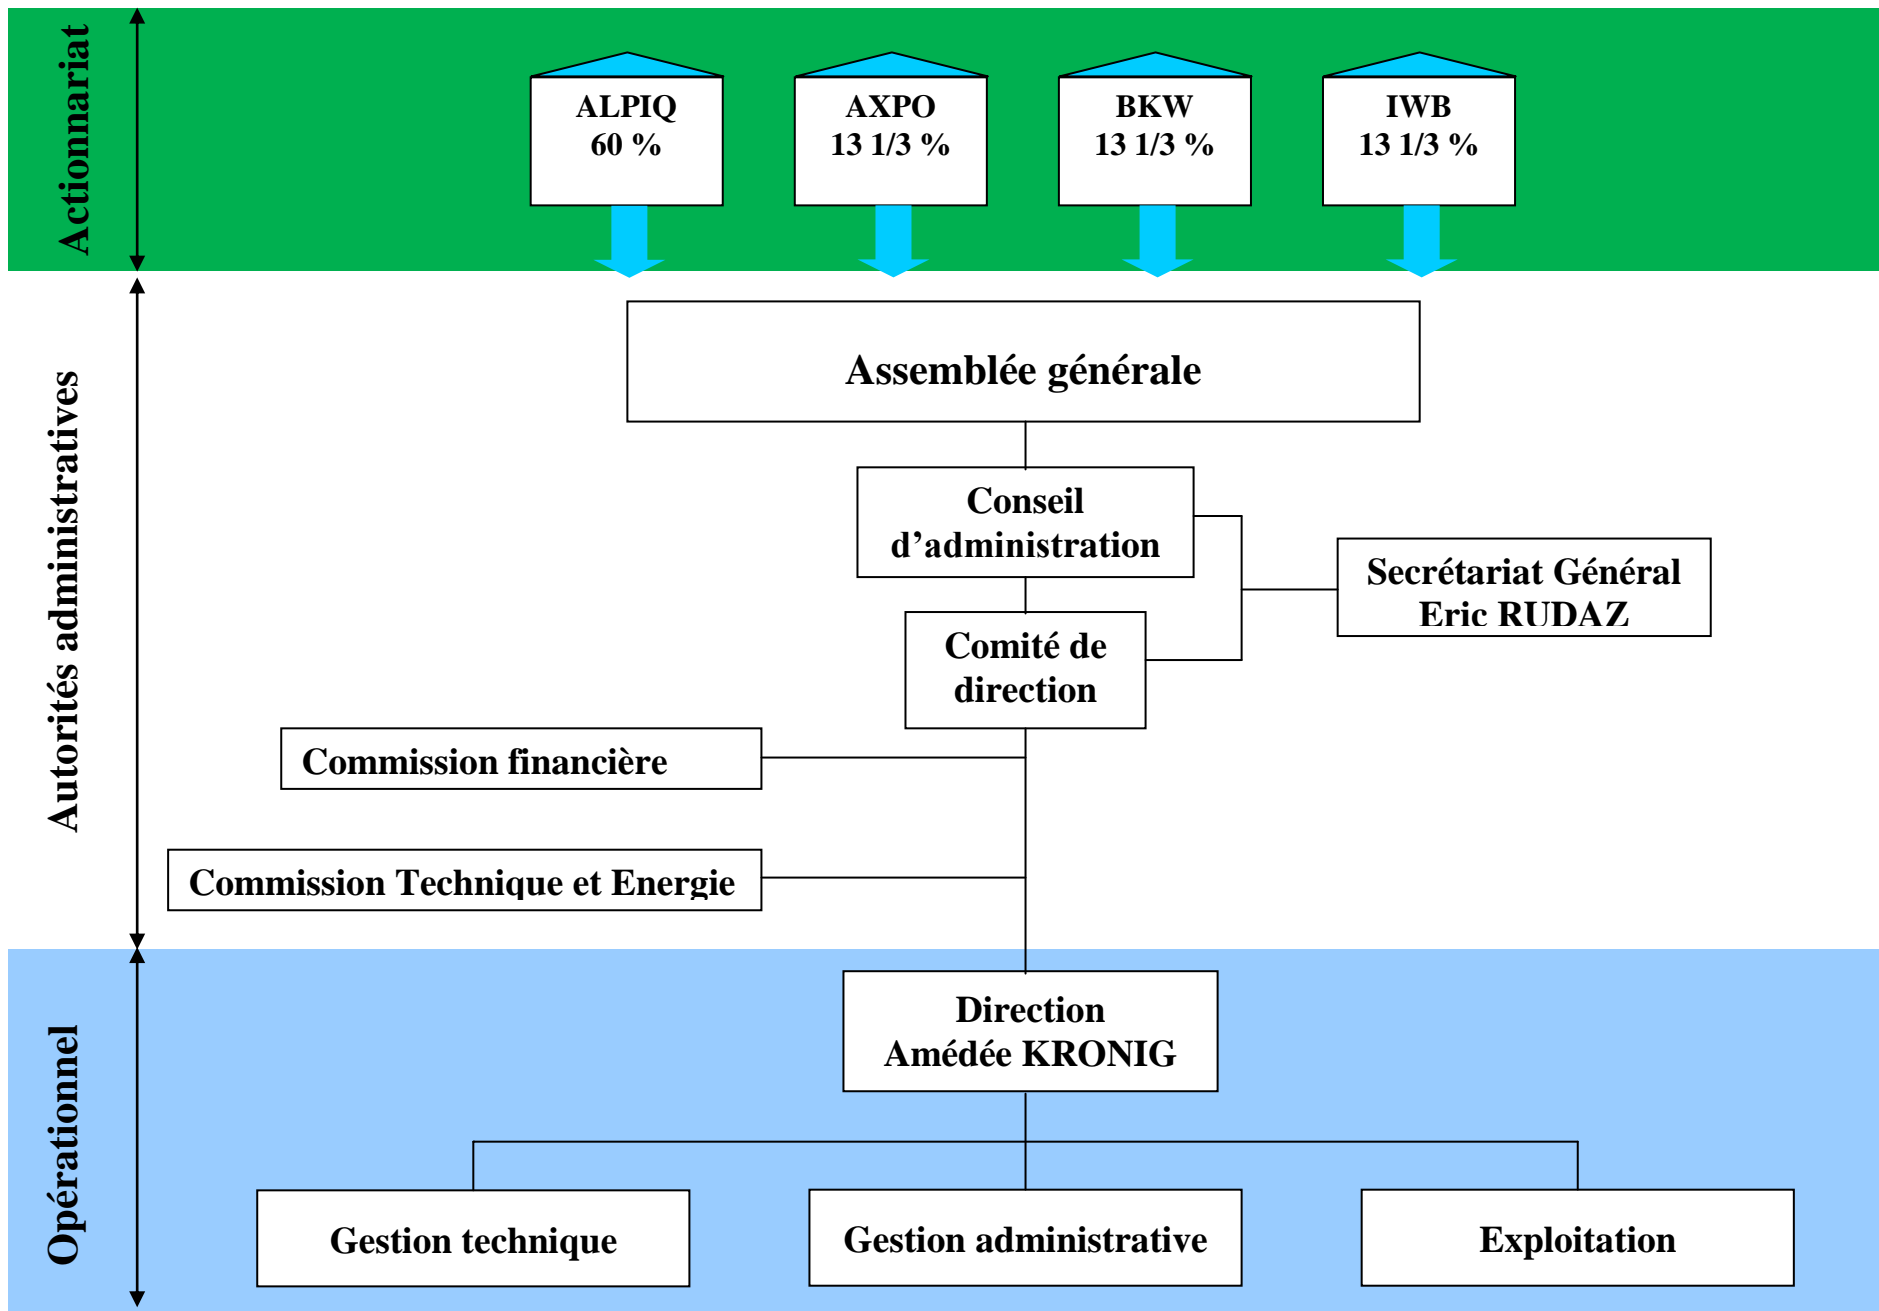 Actionnariat
ALPIQ
60 %
AXPO
13 1/3 %
BKW
13 1/3 %
IWB
13 1/3 %
Autorités administratives
Assemblée générale
Conseil
d’administration
Secrétariat Général
Eric RUDAZ
Comité de
direction
Commission financière
Commission Technique et Energie
Opérationnel
Direction
Amédée KRONIG
Gestion technique
Gestion administrative
Exploitation